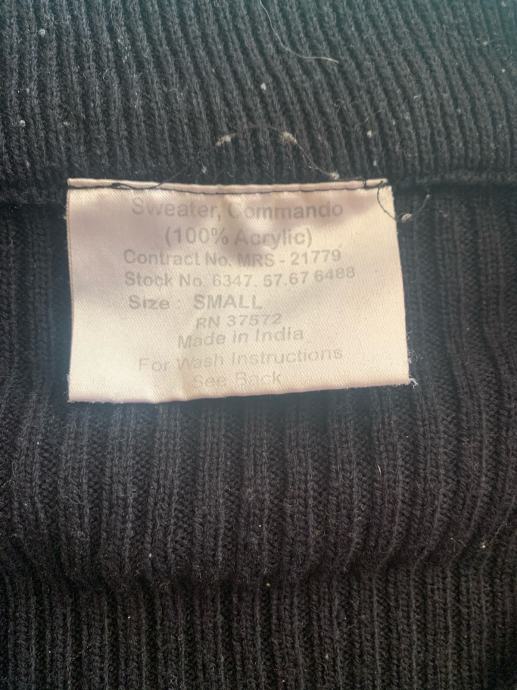 Sweater, Commando
(100% Acrylic)
Contract No. MRS - 21779
Stock No. 6347. 57.67 6488
Size : SMALL
RN 37572
Made in India
For Wash Instructions
See Back